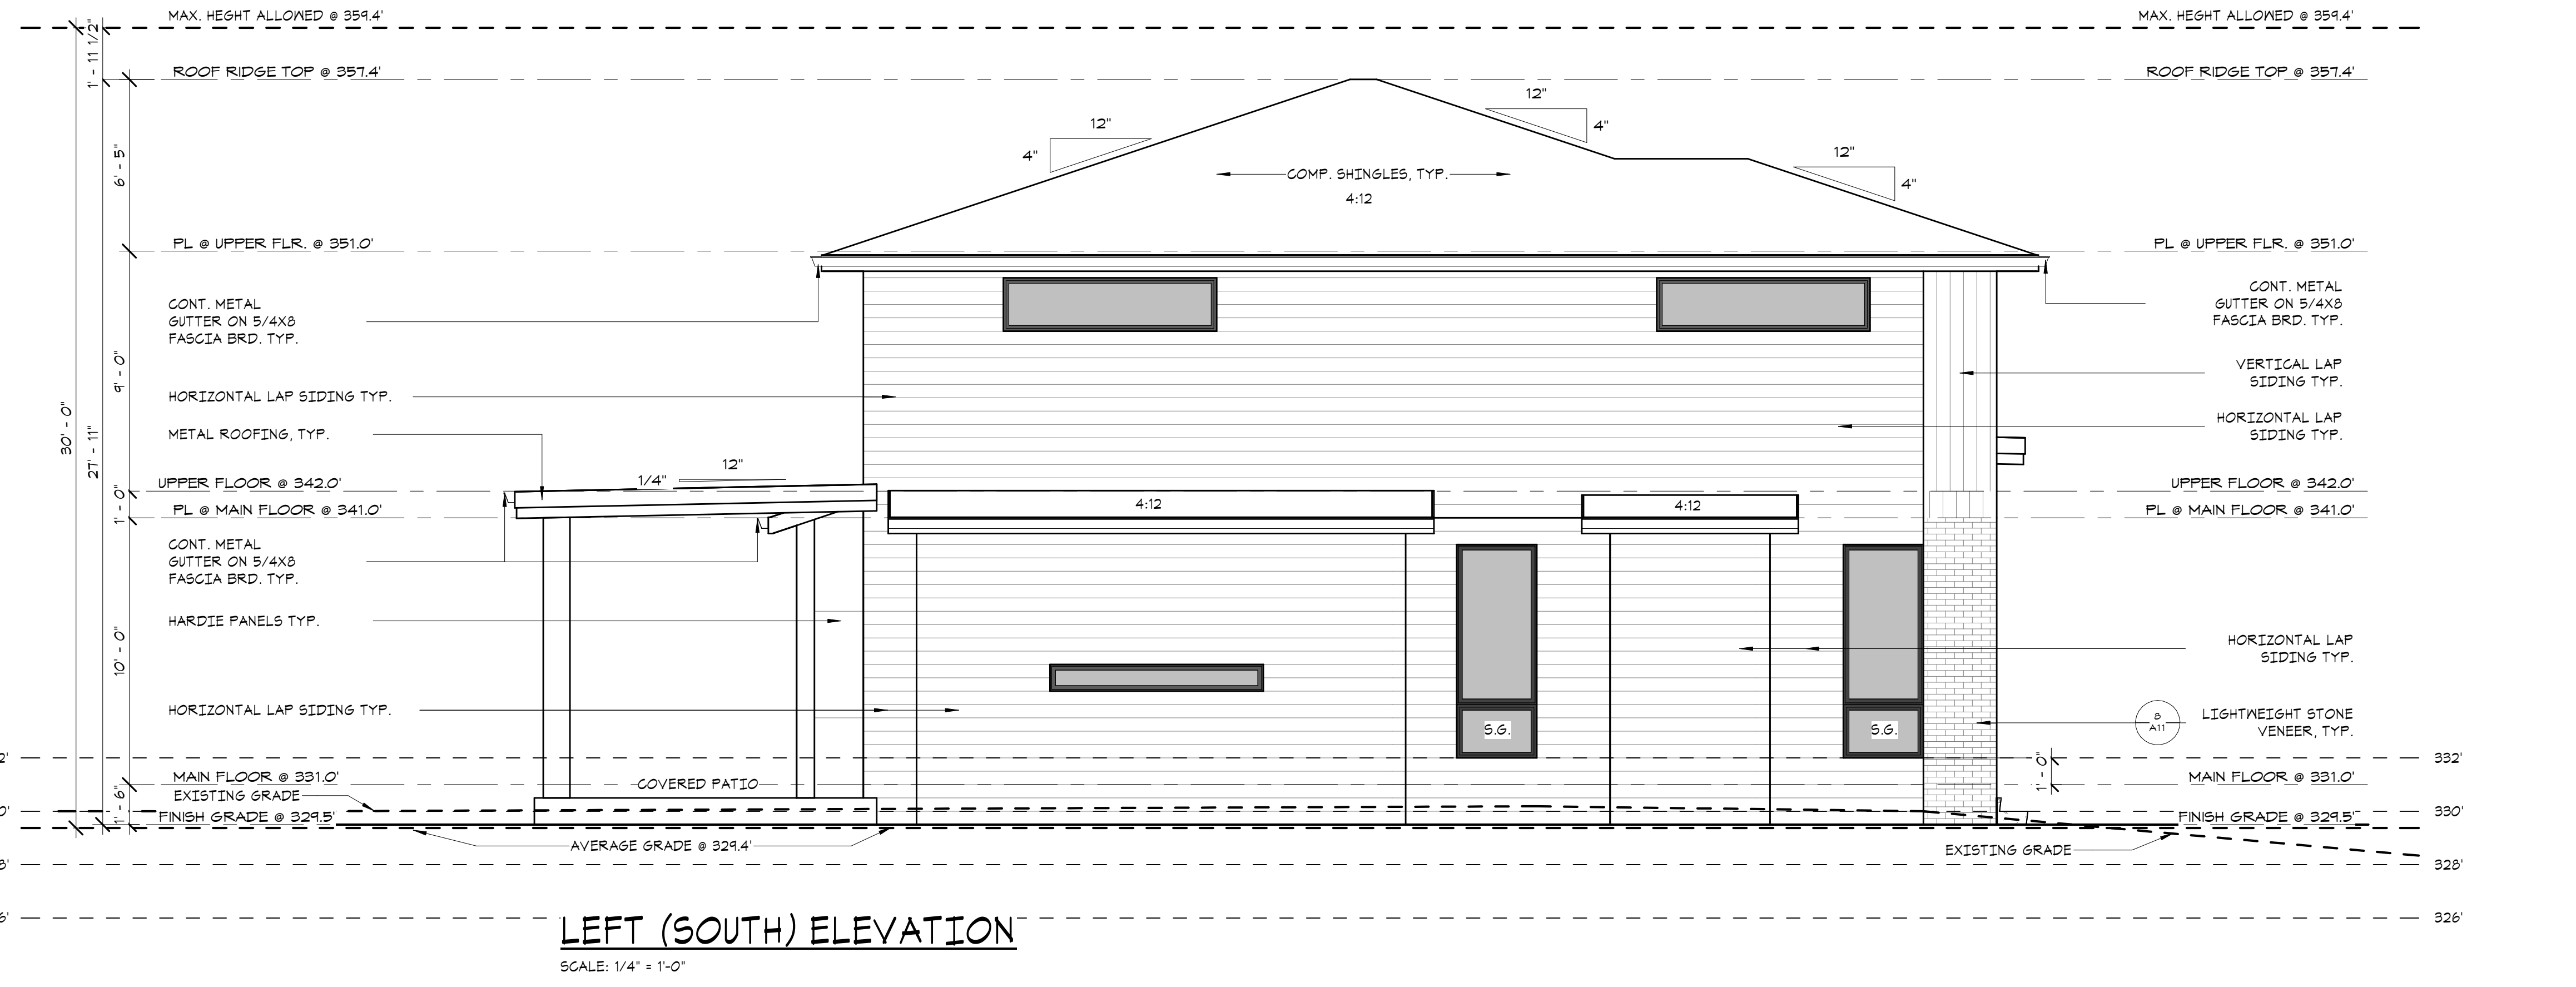 MAX. HEGHT ALLOWED @ 359.4'
MAX. HEGHT ALLOWED @ 359.4'
1' - 11 1/2"
ROOF RIDGE TOP @ 357.4'
ROOF RIDGE TOP @ 357.4'
12"
4"
12"
4"
12"
4"
6' - 5"
COMP. SHINGLES, TYP.
4:12
PL @ UPPER FLR. @ 351.0'
PL @ UPPER FLR. @ 351.0'
CONT. METAL
GUTTER ON 5/4X8
FASCIA BRD. TYP.
CONT. METAL
GUTTER ON 5/4X8
FASCIA BRD. TYP.
9' - 0"
VERTICAL LAP
SIDING TYP.
HORIZONTAL LAP SIDING TYP.
HORIZONTAL LAP
SIDING TYP.
30' - 0"
27' - 11"
METAL ROOFING, TYP.
12"
1/4"
UPPER FLOOR @ 342.0'
UPPER FLOOR @ 342.0'
1' - 0"
4:12
4:12
PL @ MAIN FLOOR @ 341.0'
PL @ MAIN FLOOR @ 341.0'
CONT. METAL
GUTTER ON 5/4X8
FASCIA BRD. TYP.
HARDIE PANELS TYP.
10' - 0"
HORIZONTAL LAP
SIDING TYP.
HORIZONTAL LAP SIDING TYP.
8
A11
LIGHTWEIGHT STONE
VENEER, TYP.
S.G.
S.G.
2'
332'
1' - 0"
MAIN FLOOR @ 331.0'
COVERED PATIO
MAIN FLOOR @ 331.0'
EXISTING GRADE
0'
330'
1' - 6"
FINISH GRADE @ 329.5'
FINISH GRADE @ 329.5'
AVERAGE GRADE @ 329.4'
EXISTING GRADE
8'
328'
6'
326'
LEFT (SOUTH) ELEVATION
SCALE: 1/4" = 1'-0"